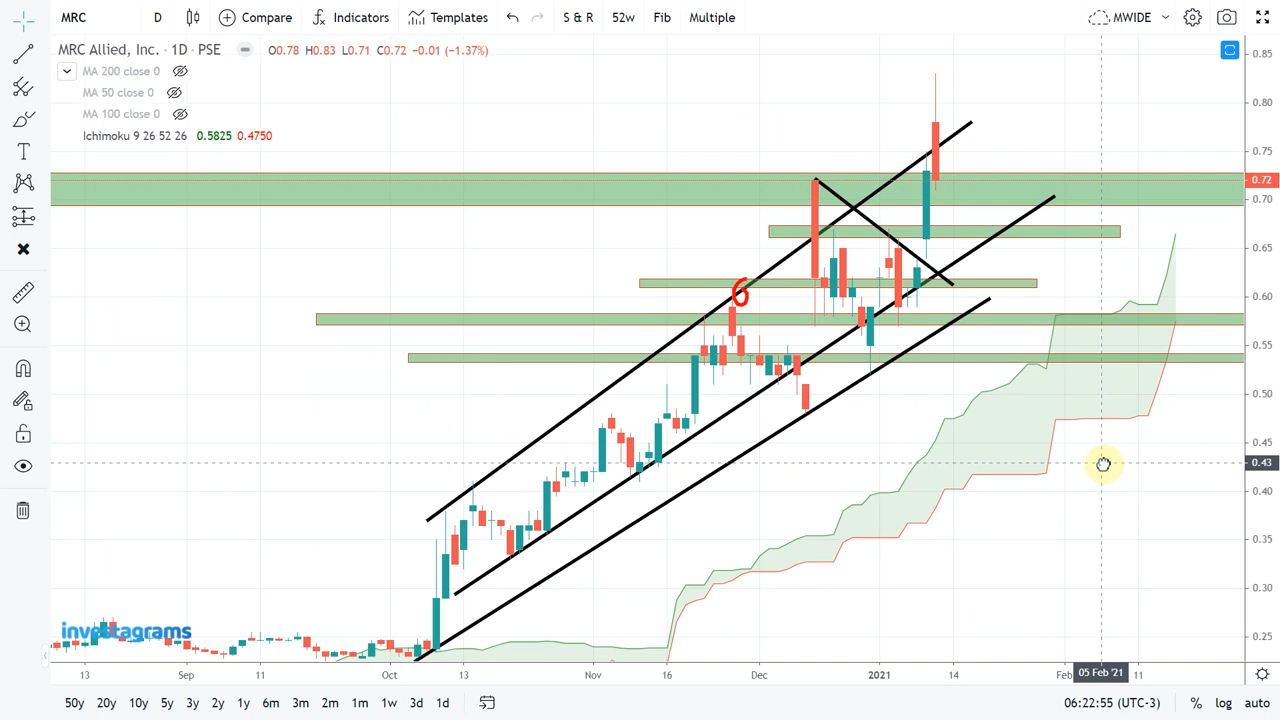 MRC D Compare Indicators Templates S & R 52w Fib Multiple MWIDE
MRC Allied, Inc. · 1D · PSE O0.78 H0.83 L0.71 C0.72 −0.01 (−1.37%)
MA 200 close 0
MA 50 close 0
MA 100 close 0
Ichimoku 9 26 52 26 0.5825 0.4750
0.85
0.80
0.75
0.72
0.70
0.65
6
0.60
0.55
0.50
0.45
0.43
0.40
0.35
0.30
0.25
investagrams
13 Sep 11 Oct 13 Nov 16 Dec 2021 14 Feb 05 Feb '21 11
50y 20y 10y 5y 3y 2y 1y 6m 3m 2m 1m 1w 3d 1d 06:22:55 (UTC-3) % log auto